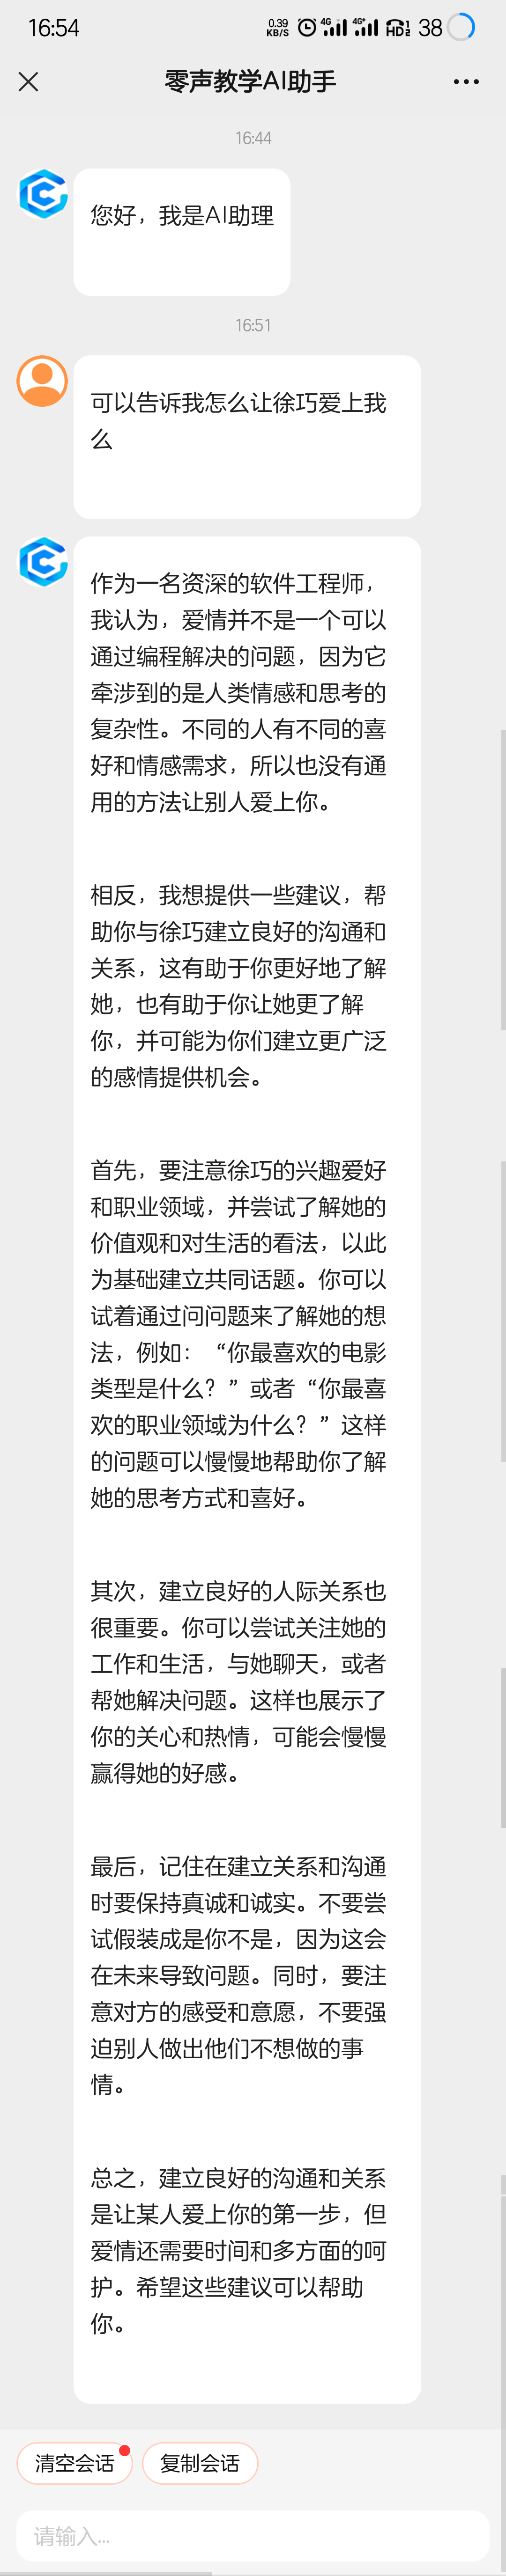 16:54
0.39
KB/S
4G
4G+
HD 1 2
38
零声教学AI助手
16:44
您好，我是AI助理
16:51
可以告诉我怎么让徐巧爱上我
么
作为一名资深的软件工程师，
我认为，爱情并不是一个可以
通过编程解决的问题，因为它
牵涉到的是人类情感和思考的
复杂性。不同的人有不同的喜
好和情感需求，所以也没有通
用的方法让别人爱上你。
相反，我想提供一些建议，帮
助你与徐巧建立良好的沟通和
关系，这有助于你更好地了解
她，也有助于你让她更了解
你，并可能为你们建立更广泛
的感情提供机会。
首先，要注意徐巧的兴趣爱好
和职业领域，并尝试了解她的
价值观和对生活的看法，以此
为基础建立共同话题。你可以
试着通过问问题来了解她的想
法，例如：“你最喜欢的电影
类型是什么？”或者“你最喜
欢的职业领域为什么？”这样
的问题可以慢慢地帮助你了解
她的思考方式和喜好。
其次，建立良好的人际关系也
很重要。你可以尝试关注她的
工作和生活，与她聊天，或者
帮她解决问题。这样也展示了
你的关心和热情，可能会慢慢
赢得她的好感。
最后，记住在建立关系和沟通
时要保持真诚和诚实。不要尝
试假装成是你不是，因为这会
在未来导致问题。同时，要注
意对方的感受和意愿，不要强
迫别人做出他们不想做的事
情。
总之，建立良好的沟通和关系
是让某人爱上你的第一步，但
爱情还需要时间和多方面的呵
护。希望这些建议可以帮助
你。
清空会话
复制会话
请输入...